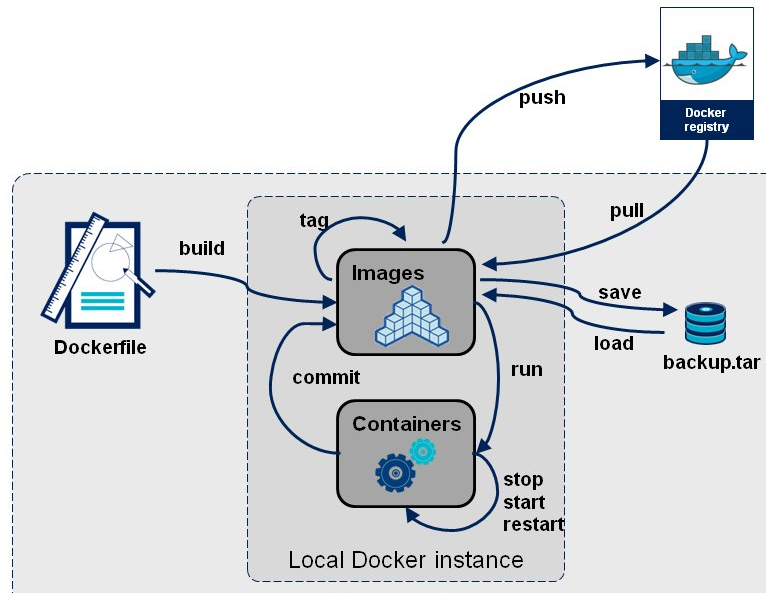 push
Docker
registry
tag
pull
build
Images
save
Dockerfile
load
backup.tar
commit
run
Containers
stop
start
restart
Local Docker instance